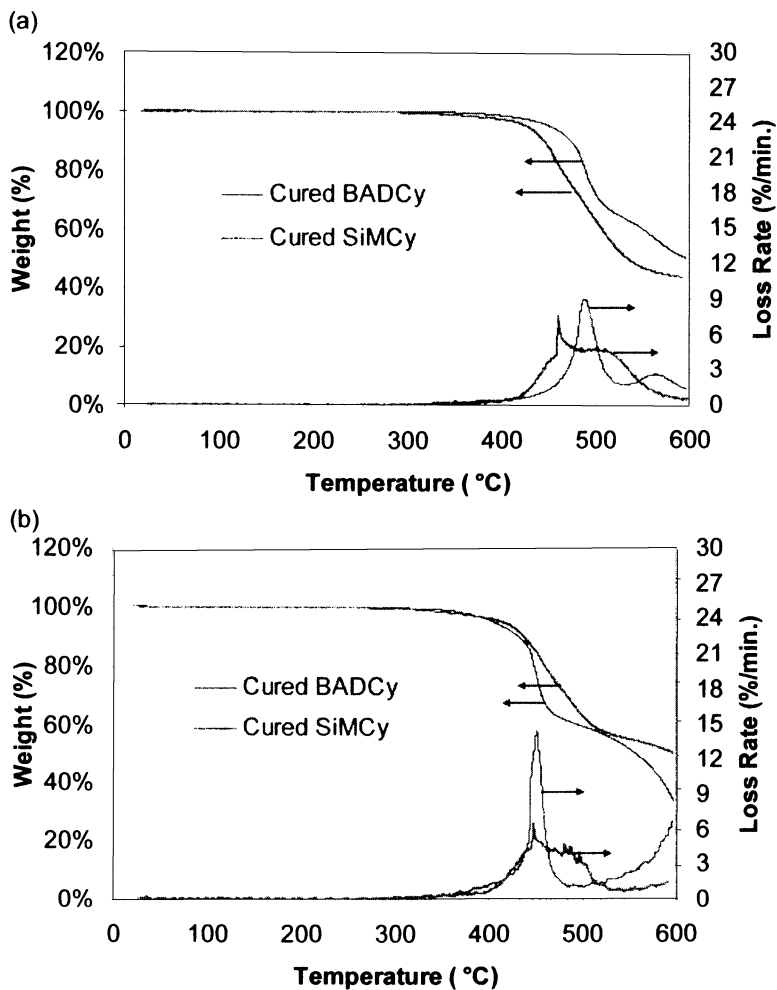 (a)
120%
100%
80%
60%
40%
20%
0%
Weight (%)
Cured BADCy
Cured SiMCy
30
27
24
21
18
15
12
9
6
3
0
Loss Rate (%/min.)
0 100 200 300 400 500 600
Temperature ( °C)
(b)
120%
100%
80%
60%
40%
20%
0%
Weight (%)
Cured BADCy
Cured SiMCy
30
27
24
21
18
15
12
9
6
3
0
Loss Rate (%/min.)
0 100 200 300 400 500 600
Temperature ( °C)